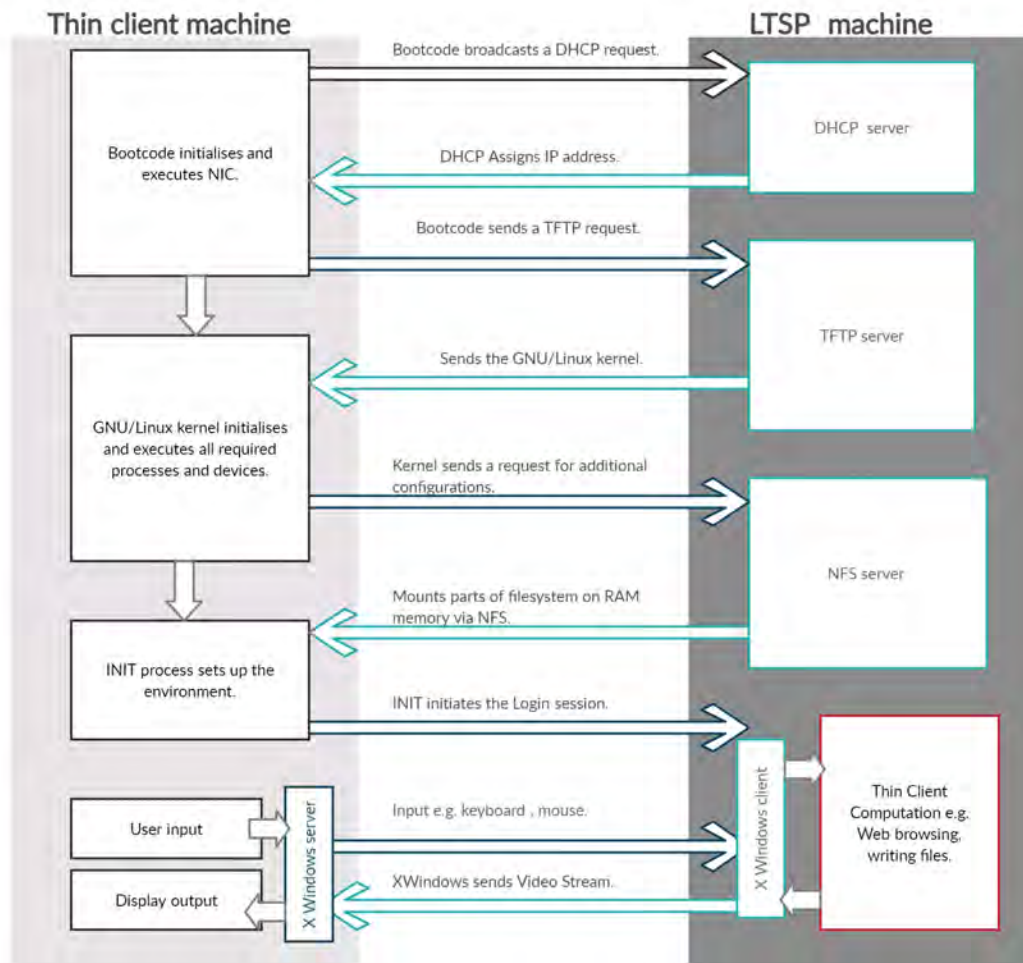 Thin client machine
LTSP machine
Bootcode broadcasts a DHCP request.
DHCP server
Bootcode initialises and
executes NIC.
DHCP Assigns IP address.
Bootcode sends a TFTP request.
TFTP server
Sends the GNU/Linux kernel.
GNU/Linux kernel initialises
and executes all required
processes and devices.
Kernel sends a request for additional
configurations.
NFS server
Mounts parts of filesystem on RAM
memory via NFS.
INIT process sets up the
environment.
INIT initiates the Login session.
User input
Display output
X Windows server
Input e.g. keyboard , mouse.
XWindows sends Video Stream.
X Windows client
Thin Client
Computation e.g.
Web browsing,
writing files.